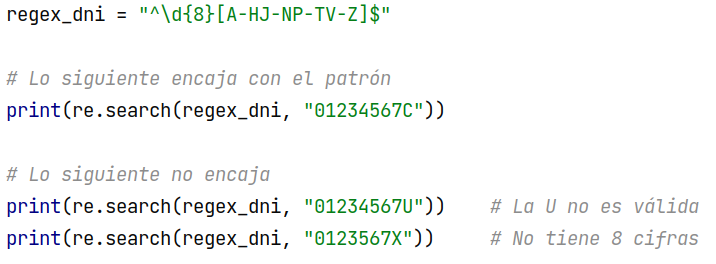 regex_dni = "^\d{8}[A-HJ-NP-TV-Z]$"
# Lo siguiente encaja con el patrón
print(re.search(regex_dni, "01234567C"))
# Lo siguiente no encaja
print(re.search(regex_dni, "01234567U")) # La U no es válida
print(re.search(regex_dni, "0123567X")) # No tiene 8 cifras